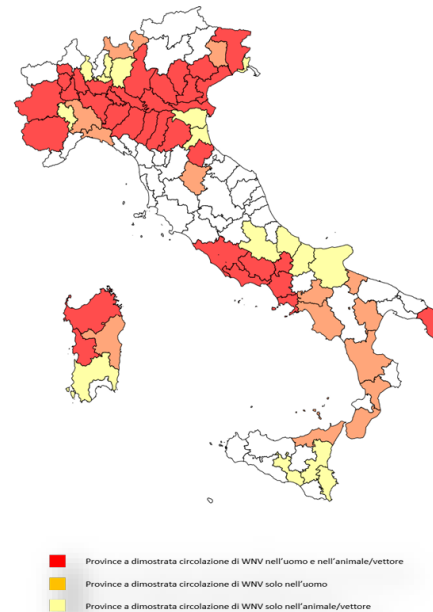 Province a dimostrata circolazione di WNV nell'uomo e nell'animale/vettore
Province a dimostrata circolazione di WNV solo nell'uomo
Province a dimostrata circolazione di WNV solo nell'animale/vettore